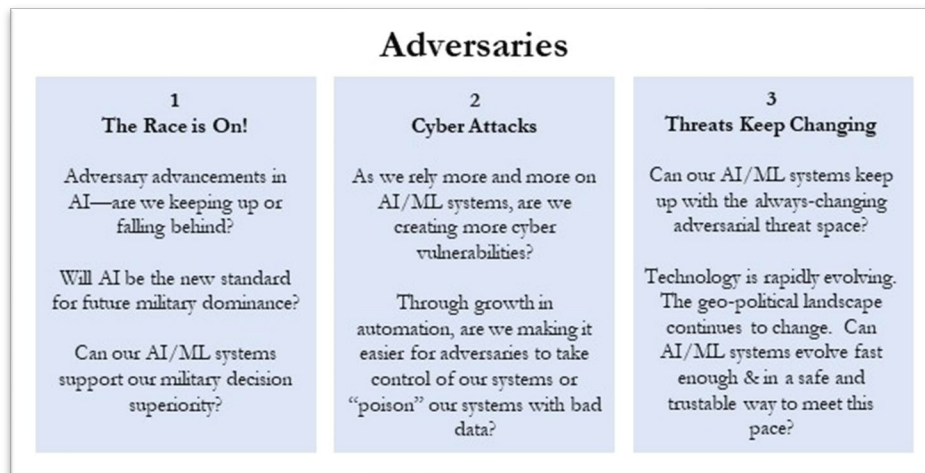 Adversaries
1
The Race is On!
Adversary advancements in
AI—are we keeping up or
falling behind?
Will AI be the new standard
for future military dominance?
Can our AI/ML systems
support our military decision
superiority?
2
Cyber Attacks
As we rely more and more on
AI/ML systems, are we
creating more cyber
vulnerabilities?
Through growth in
automation, are we making it
easier for adversaries to take
control of our systems or
“poison” our systems with bad
data?
3
Threats Keep Changing
Can our AI/ML systems keep
up with the always-changing
adversarial threat space?
Technology is rapidly evolving.
The geo-political landscape
continues to change.  Can
AI/ML systems evolve fast
enough & in a safe and
trustable way to meet this
pace?